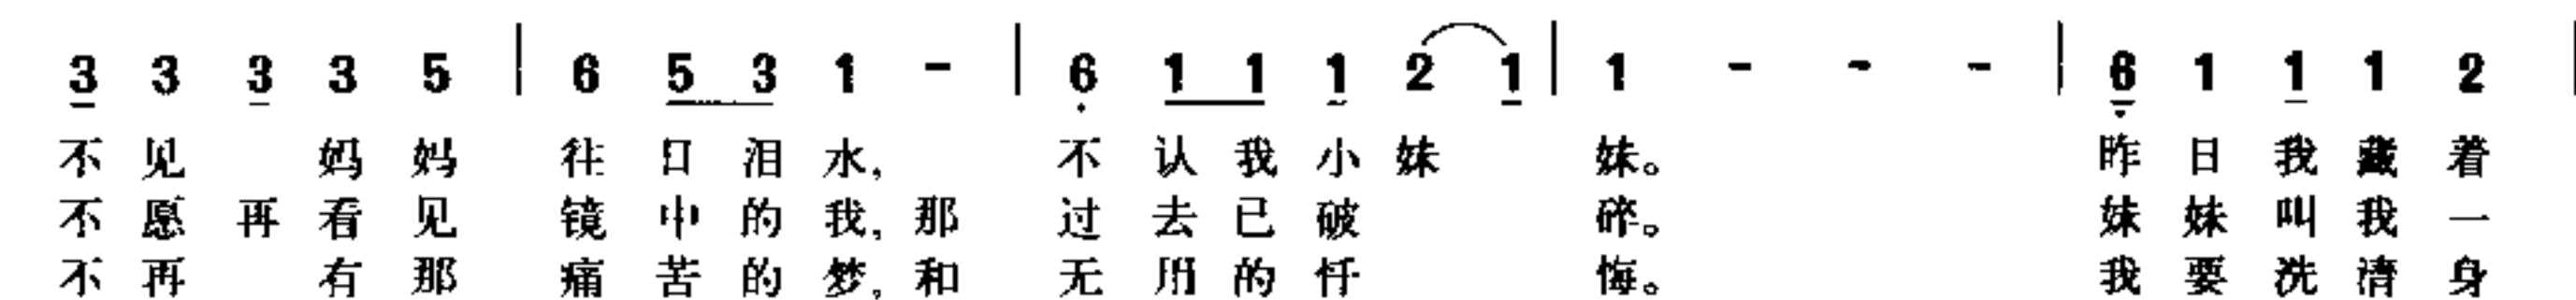 3 3 3 3 5 | 6 5 3 1 - | 6 1 1 1 2 1 | 1 - - - | 6 1 1 1 2 |
不见 妈妈 往日泪水, 不认我小妹 妹。 昨日我藏着
不愿再看见 镜中的我,那 过去已破 碎。 妹妹叫我一
不再 有那 痛苦的梦,和 无用的忏 悔。 我要洗清身